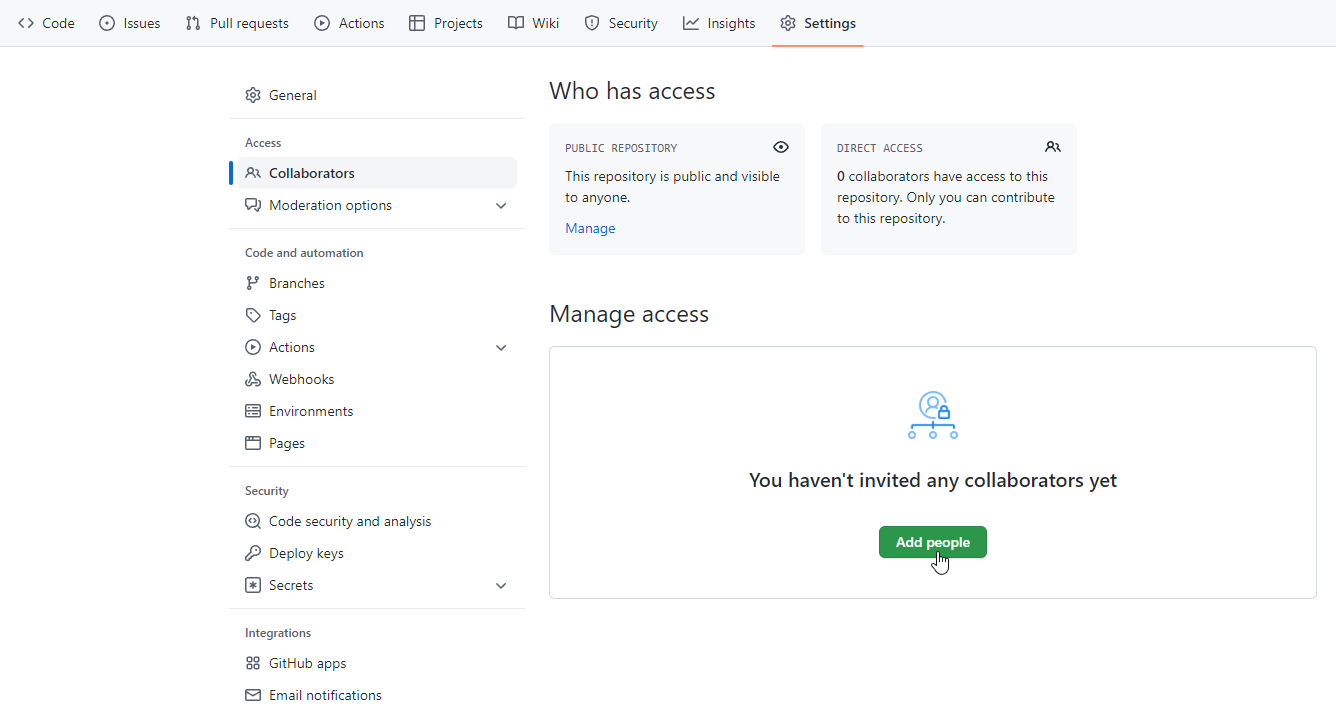 Code Issues Pull requests Actions Projects Wiki Security Insights Settings
General
Access
Collaborators
Moderation options
Code and automation
Branches
Tags
Actions
Webhooks
Environments
Pages
Security
Code security and analysis
Deploy keys
Secrets
Integrations
GitHub apps
Email notifications
Who has access
PUBLIC REPOSITORY
This repository is public and visible
to anyone.
Manage
DIRECT ACCESS
0 collaborators have access to this
repository. Only you can contribute
to this repository.
Manage access
You haven't invited any collaborators yet
Add people